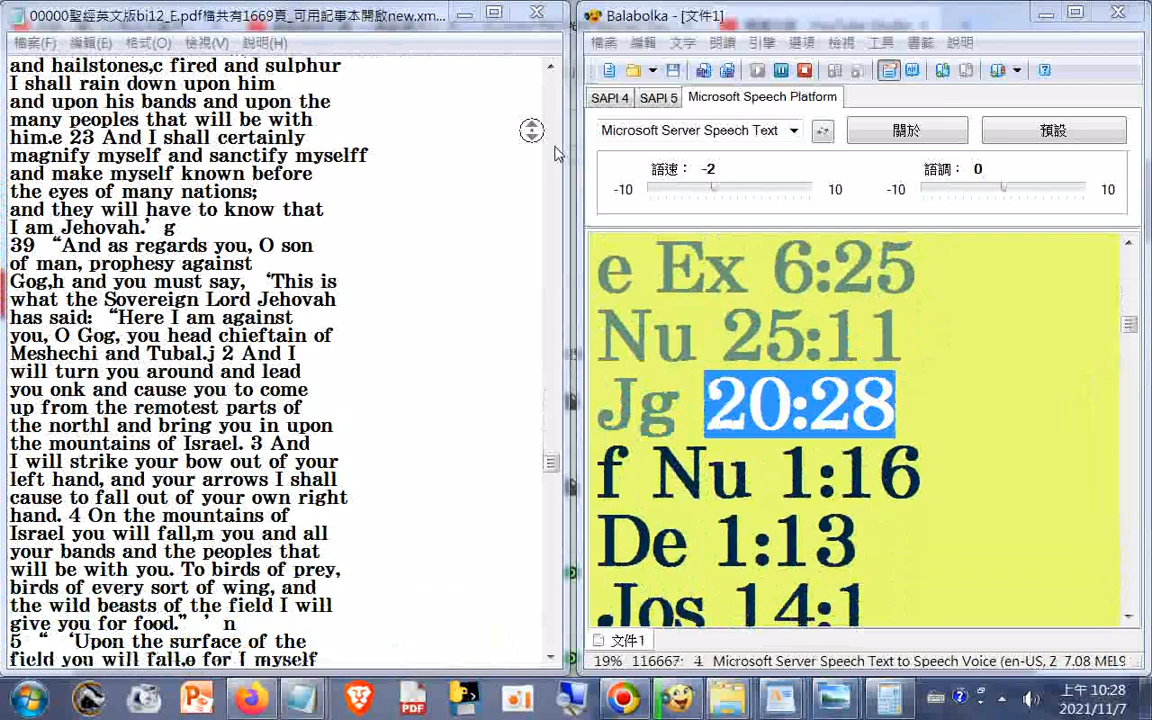 00000聖經英文版bi12_E.pdf檔共有1669頁_可用記事本開啟new.xm...
檔案(F) 編輯(E) 格式(O) 檢視(V) 說明(H)
and hailstones,c fired and sulphur
I shall rain down upon him
and upon his bands and upon the
many peoples that will be with
him.e 23 And I shall certainly
magnify myself and sanctify myselff
and make myself known before
the eyes of many nations;
and they will have to know that
I am Jehovah.’ g
39 “And as regards you, O son
of man, prophesy against
Gog,h and you must say, ‘This is
what the Sovereign Lord Jehovah
has said: “Here I am against
you, O Gog, you head chieftain of
Meshechi and Tubal.j 2 And I
will turn you around and lead
you onk and cause you to come
up from the remotest parts of
the northl and bring you in upon
the mountains of Israel. 3 And
I will strike your bow out of your
left hand, and your arrows I shall
cause to fall out of your own right
hand. 4 On the mountains of
Israel you will fall,m you and all
your bands and the peoples that
will be with you. To birds of prey,
birds of every sort of wing, and
the wild beasts of the field I will
give you for food.” ’ n
5 “ ‘Upon the surface of the
field you will fall,o for I myself
Balabolka - [文件1]
檔案 編輯 文字 朗讀 引擎 選項 檢視 工具 書籤 說明
SAPI 4 SAPI 5 Microsoft Speech Platform
Microsoft Server Speech Text 關於 預設
語速: -2 語調: 0
-10 10 -10 10
e Ex 6:25
Nu 25:11
Jg 20:28
f Nu 1:16
De 1:13
Jos 14:1
文件1
19% 116667: 4 Microsoft Server Speech Text to Speech Voice (en-US, Z 7.08 MEL9
PDF
上午 10:28
2021/11/7